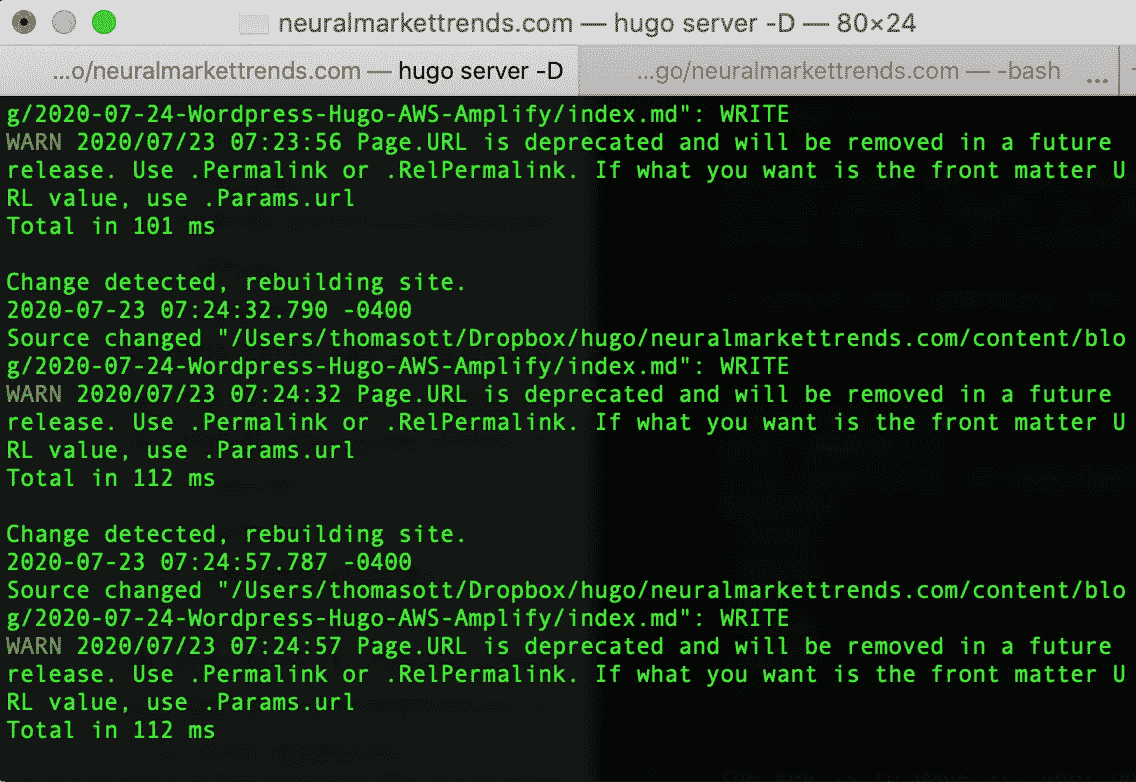 neuralmarkettrends.com — hugo server -D — 80×24
...o/neuralmarkettrends.com — hugo server -D ...go/neuralmarkettrends.com — -bash ...
g/2020-07-24-Wordpress-Hugo-AWS-Amplify/index.md": WRITE
WARN 2020/07/23 07:23:56 Page.URL is deprecated and will be removed in a future
release. Use .Permalink or .RelPermalink. If what you want is the front matter U
RL value, use .Params.url
Total in 101 ms

Change detected, rebuilding site.
2020-07-23 07:24:32.790 -0400
Source changed "/Users/thomasott/Dropbox/hugo/neuralmarkettrends.com/content/blo
g/2020-07-24-Wordpress-Hugo-AWS-Amplify/index.md": WRITE
WARN 2020/07/23 07:24:32 Page.URL is deprecated and will be removed in a future
release. Use .Permalink or .RelPermalink. If what you want is the front matter U
RL value, use .Params.url
Total in 112 ms

Change detected, rebuilding site.
2020-07-23 07:24:57.787 -0400
Source changed "/Users/thomasott/Dropbox/hugo/neuralmarkettrends.com/content/blo
g/2020-07-24-Wordpress-Hugo-AWS-Amplify/index.md": WRITE
WARN 2020/07/23 07:24:57 Page.URL is deprecated and will be removed in a future
release. Use .Permalink or .RelPermalink. If what you want is the front matter U
RL value, use .Params.url
Total in 112 ms